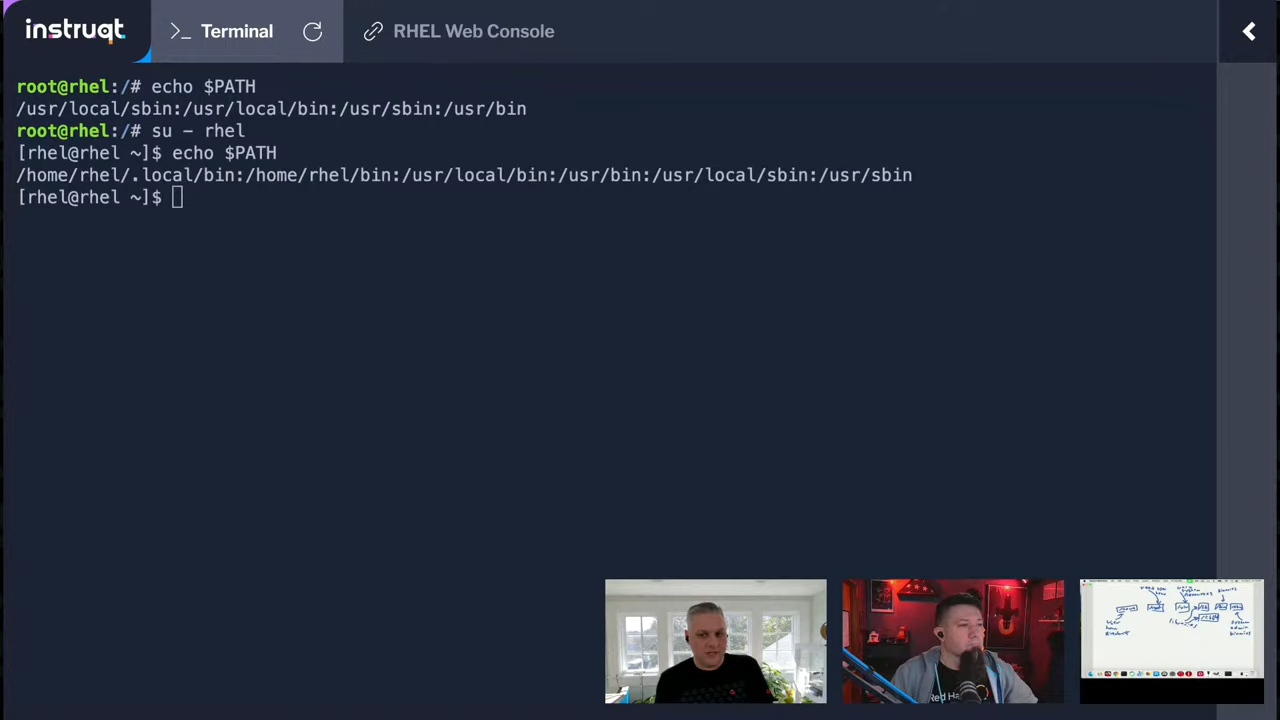 instruqt
>_ Terminal
RHEL Web Console
root@rhel:/# echo $PATH
/usr/local/sbin:/usr/local/bin:/usr/sbin:/usr/bin
root@rhel:/# su - rhel
[rhel@rhel ~]$ echo $PATH
/home/rhel/.local/bin:/home/rhel/bin:/usr/local/bin:/usr/bin:/usr/local/sbin:/usr/sbin
[rhel@rhel ~]$
Red Ha